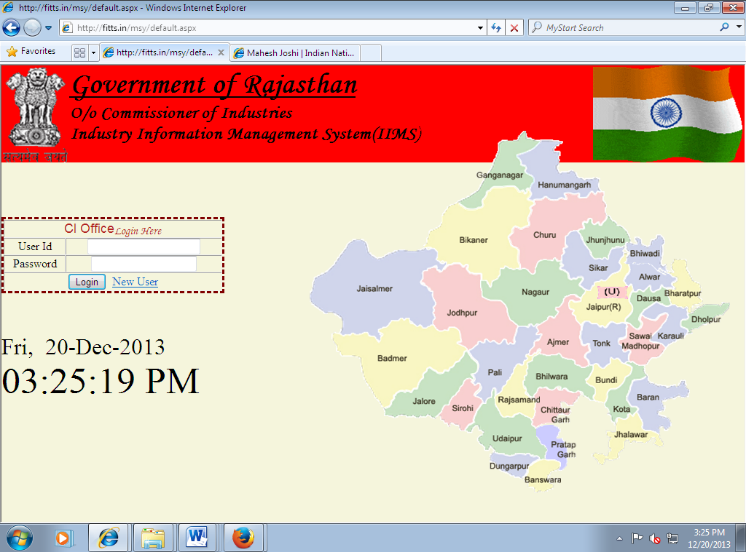 http://fitts.in/msy/default.aspx - Windows Internet Explorer
http://fitts.in/msy/default.aspx
MyStart Search
Favorites
http://fitts.in/msy/defa...
Mahesh Joshi | Indian Nati...
Government of Rajasthan
O/o Commissioner of Industries
Industry Information Management System(IIMS)
सत्यमेव जयते
CI Office Login Here
User Id
Password
Login New User
Fri, 20-Dec-2013
03:25:19 PM
Ganganagar
Hanumangarh
Bikaner
Churu
Jhunjhunu
Sikar
Bhiwadi
Alwar
Jaisalmer
Jodhpur
Nagaur
(U)
Jaipur(R)
Dausa
Bharatpur
Dholpur
Badmer
Ajmer
Tonk
Sawai
Madhopur
Karauli
Pali
Bhilwara
Bundi
Jalore
Sirohi
Rajsamand
Chittaur
Garh
Kota
Baran
Udaipur
Pratap
Garh
Jhalawar
Dungarpur
Banswara
3:25 PM
12/20/2013